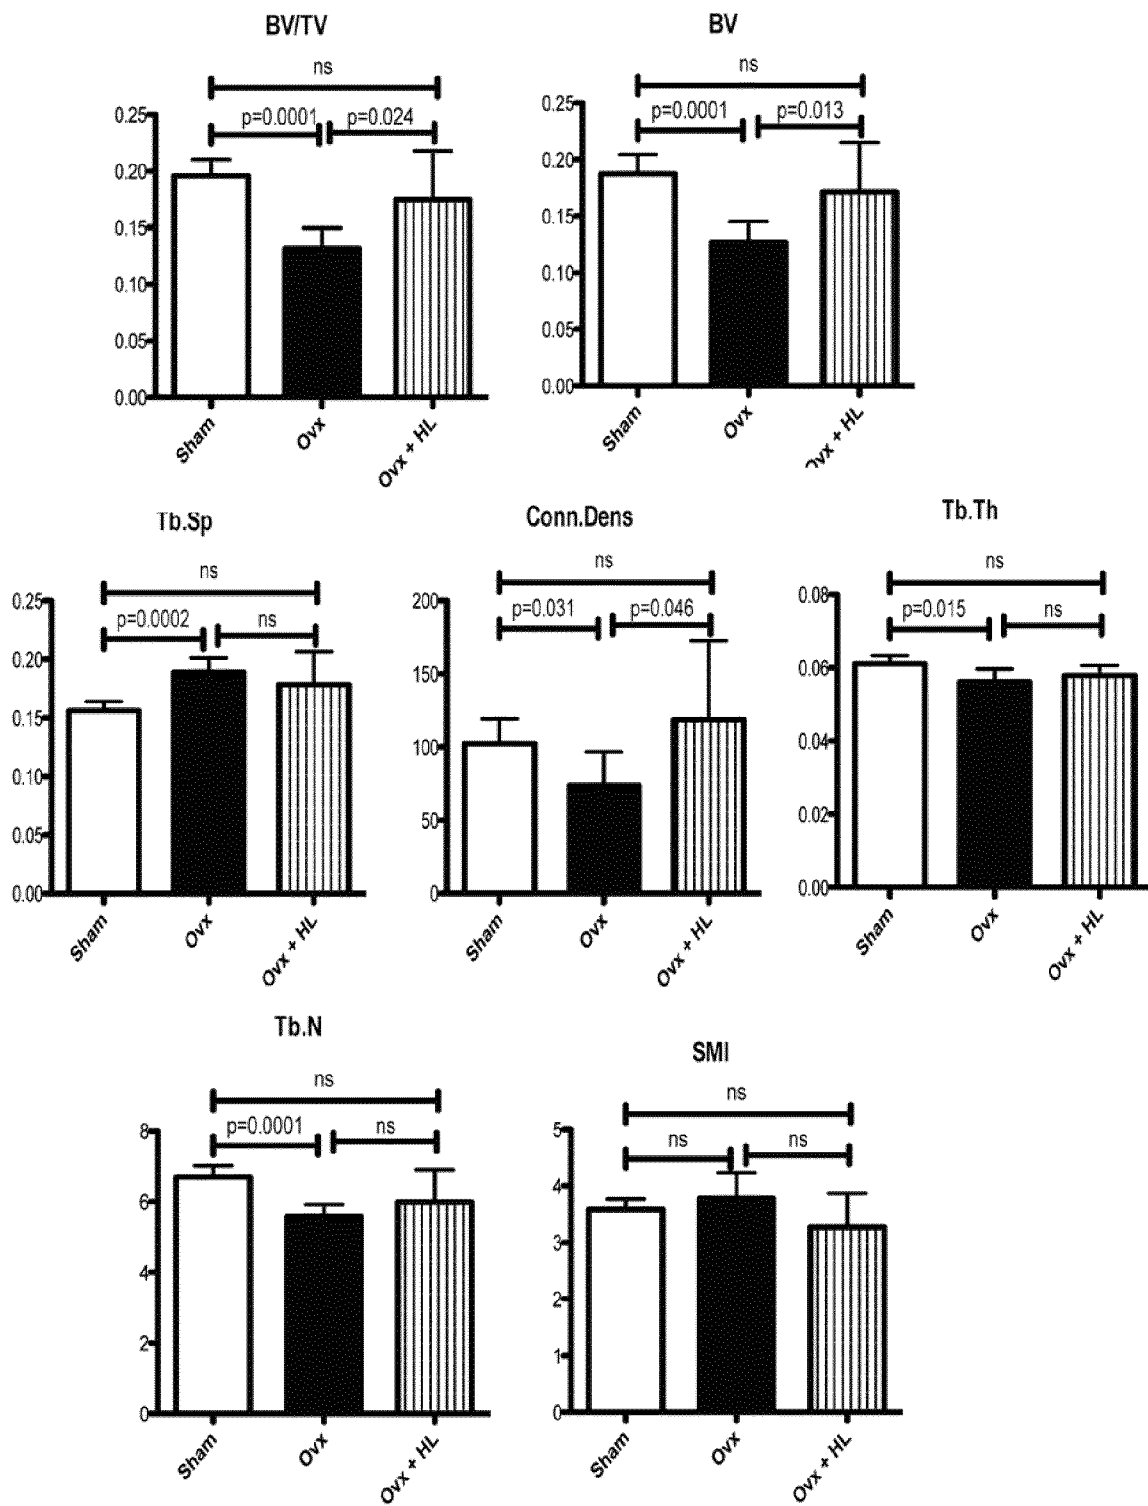 BV/TV
ns
p=0.0001 p=0.024
0.25
0.20
0.15
0.10
0.05
0.00
Sham
Ovx
Ovx + HL
BV
ns
p=0.0001 p=0.013
0.25
0.20
0.15
0.10
0.05
0.00
Sham
Ovx
Ovx + HL
Tb.Sp
ns
p=0.0002 ns
0.25
0.20
0.15
0.10
0.05
0.00
Sham
Ovx
Ovx + HL
Conn.Dens
ns
p=0.031 p=0.046
200
150
100
50
0
Sham
Ovx
Ovx + HL
Tb.Th
ns
p=0.015 ns
0.08
0.06
0.04
0.02
0.00
Sham
Ovx
Ovx + HL
Tb.N
ns
p=0.0001 ns
8
6
4
2
0
Sham
Ovx
Ovx + HL
SMI
ns
ns ns
5
4
3
2
1
0
Sham
Ovx
Ovx + HL